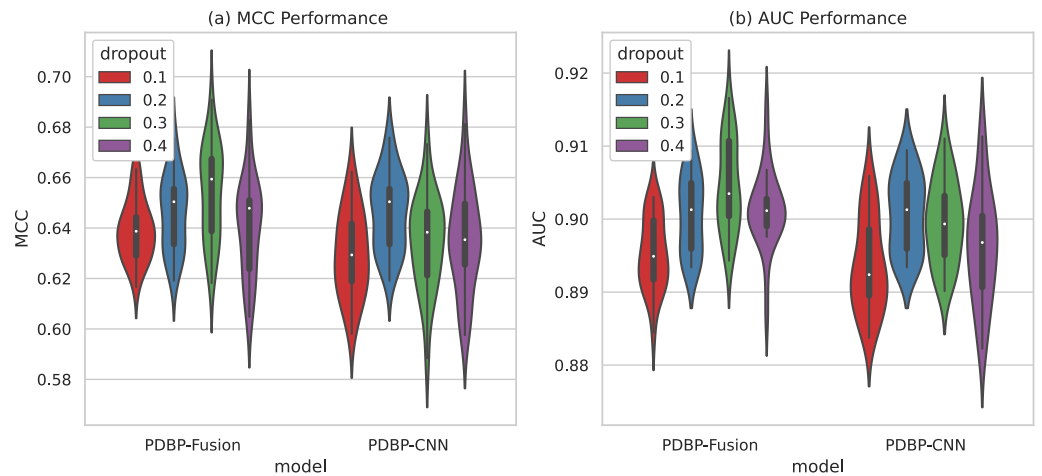 (a) MCC Performance
dropout
0.1
0.2
0.3
0.4
0.70
0.68
0.66
0.64
0.62
0.60
0.58
MCC
PDBP-Fusion
PDBP-CNN
model
(b) AUC Performance
dropout
0.1
0.2
0.3
0.4
0.92
0.91
0.90
0.89
0.88
AUC
PDBP-Fusion
PDBP-CNN
model